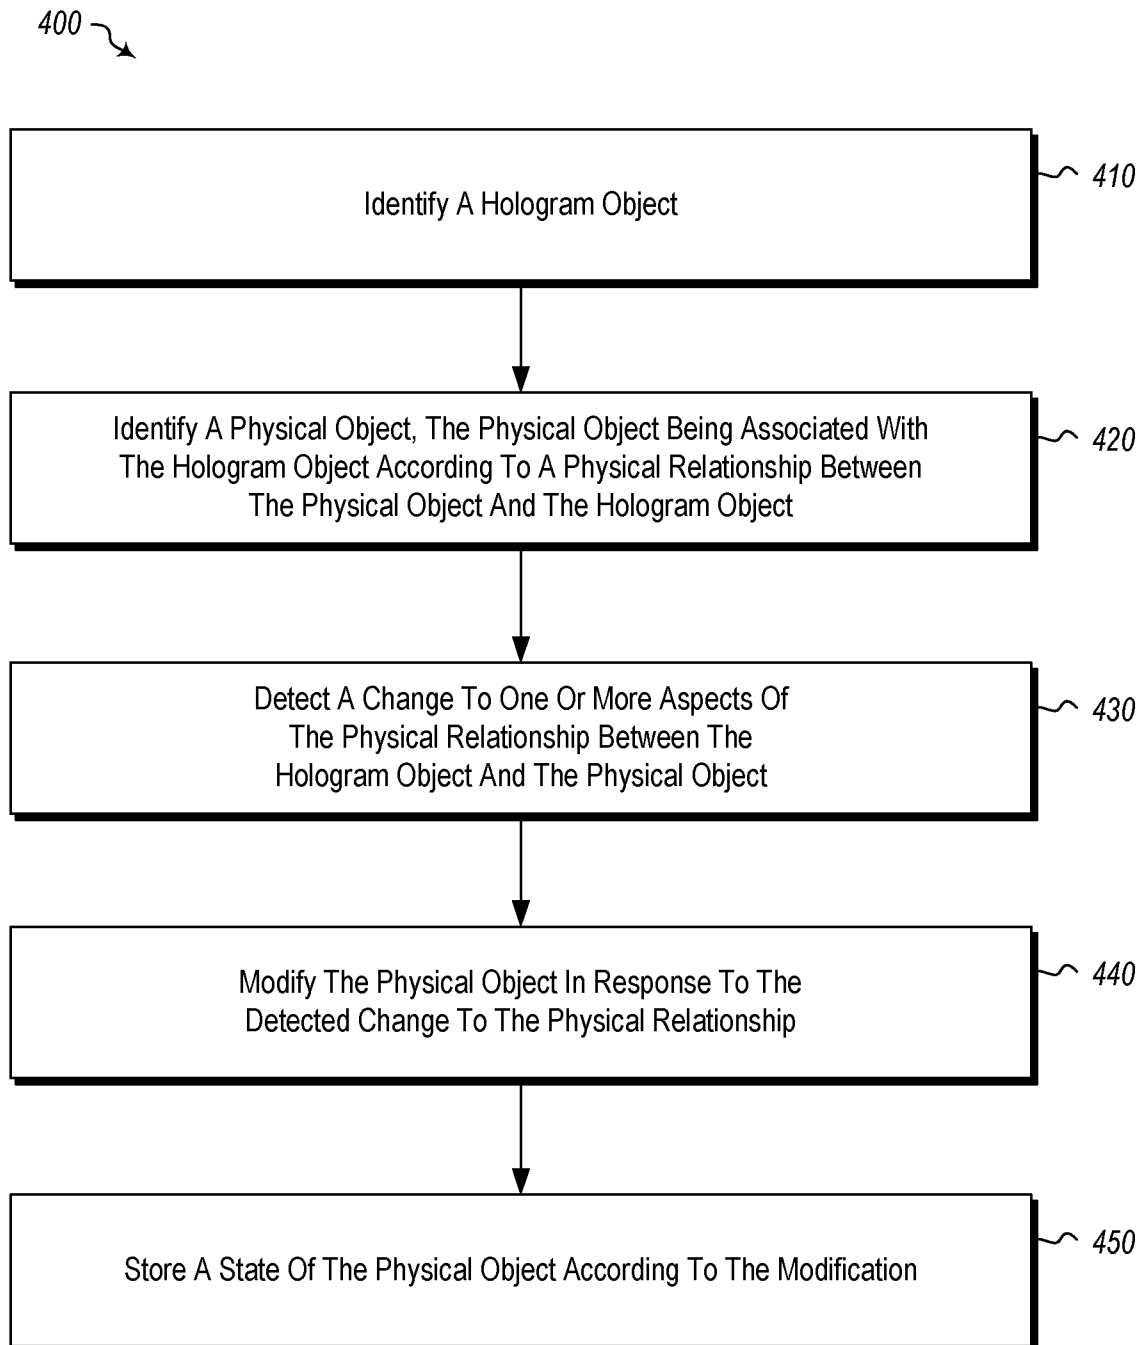 400
Identify A Hologram Object
410
Identify A Physical Object, The Physical Object Being Associated With
The Hologram Object According To A Physical Relationship Between
The Physical Object And The Hologram Object
420
Detect A Change To One Or More Aspects Of
The Physical Relationship Between The
Hologram Object And The Physical Object
430
Modify The Physical Object In Response To The
Detected Change To The Physical Relationship
440
Store A State Of The Physical Object According To The Modification
450